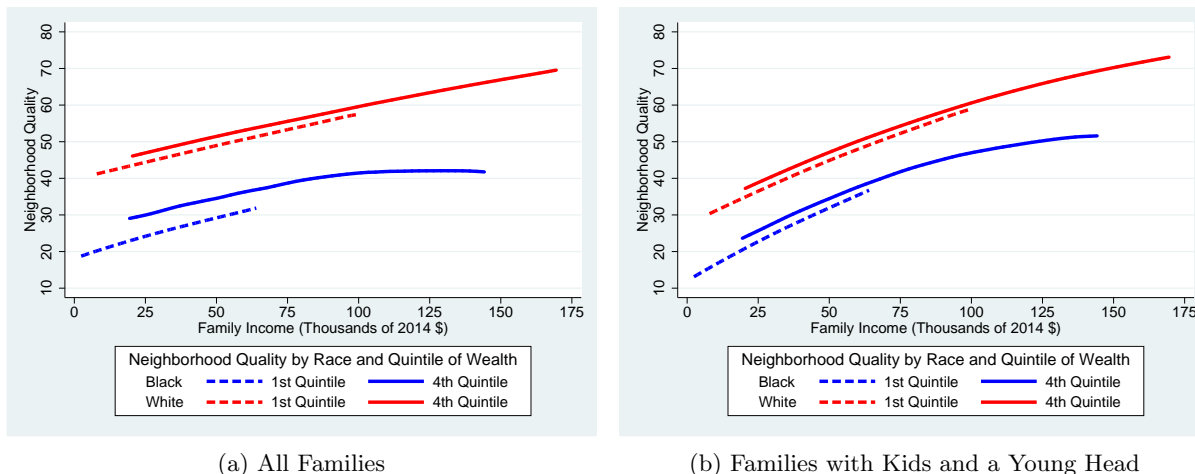 80
70
60
50
40
30
20
10
Neighborhood Quality
0 25 50 75 100 125 150 175
Family Income (Thousands of 2014 $)
Neighborhood Quality by Race and Quintile of Wealth
Black 1st Quintile 4th Quintile
White 1st Quintile 4th Quintile
(a) All Families
80
70
60
50
40
30
20
10
Neighborhood Quality
0 25 50 75 100 125 150 175
Family Income (Thousands of 2014 $)
Neighborhood Quality by Race and Quintile of Wealth
Black 1st Quintile 4th Quintile
White 1st Quintile 4th Quintile
(b) Families with Kids and a Young Head